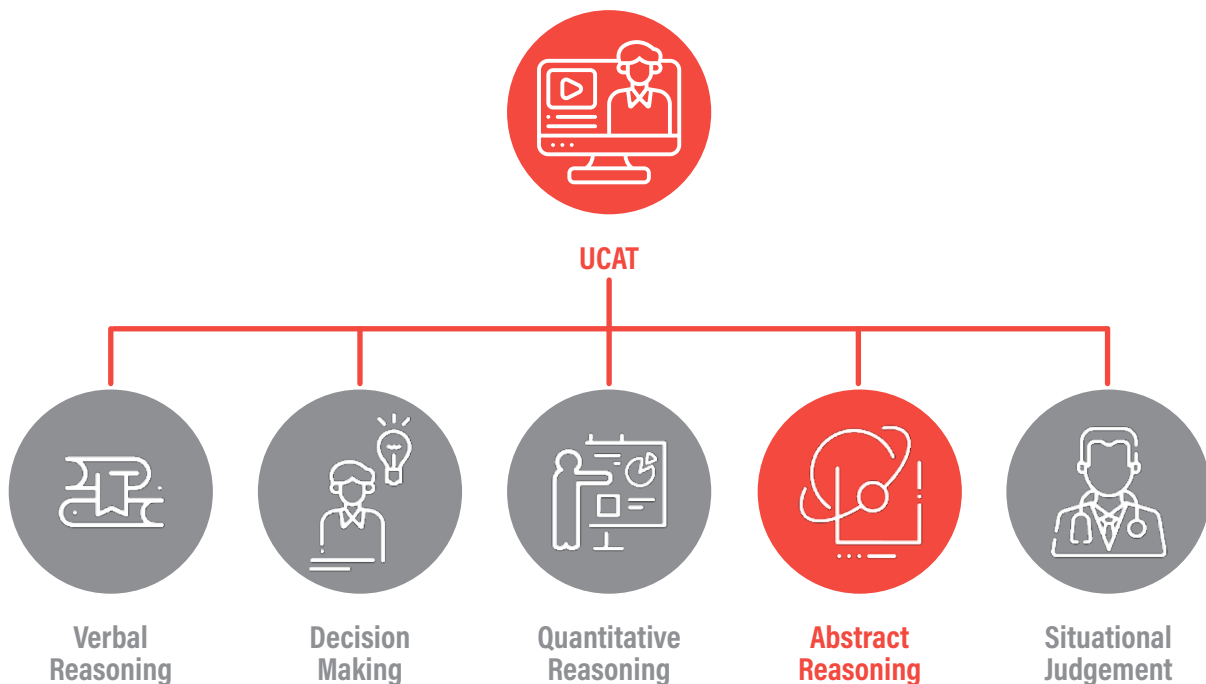 UCAT
Verbal
Reasoning
Decision
Making
Quantitative
Reasoning
Abstract
Reasoning
Situational
Judgement